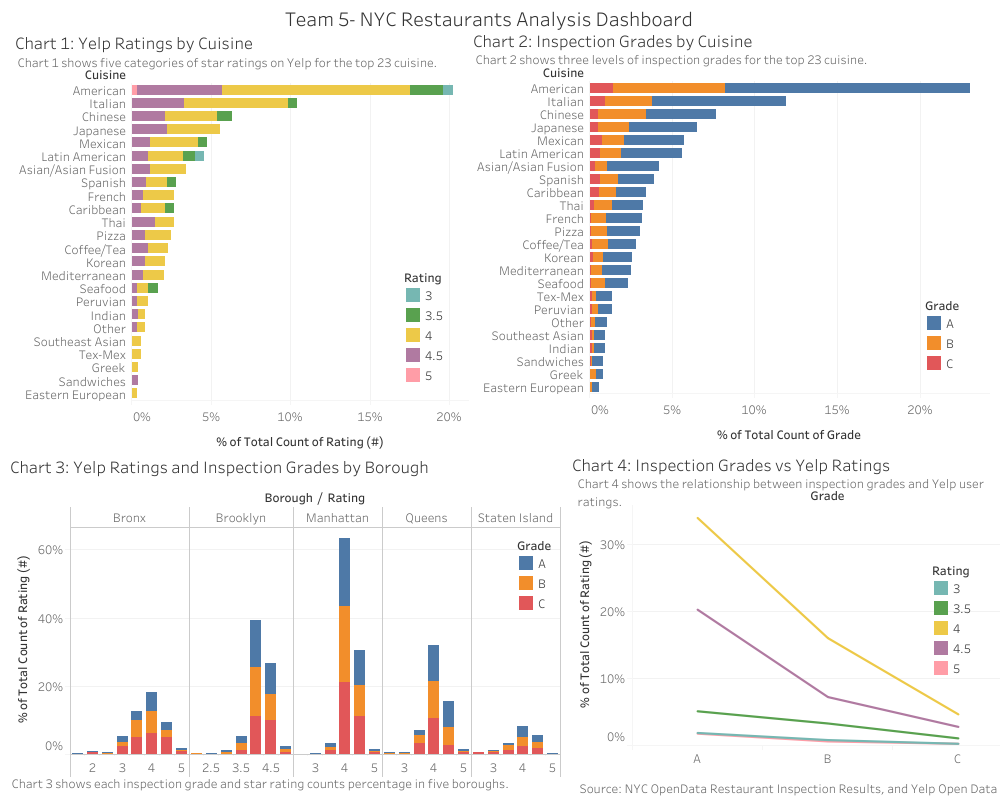 Team 5- NYC Restaurants Analysis Dashboard
Chart 1: Yelp Ratings by Cuisine
Chart 1 shows five categories of star ratings on Yelp for the top 23 cuisine.
Cuisine
American
Italian
Chinese
Japanese
Mexican
Latin American
Asian/Asian Fusion
Spanish
French
Caribbean
Thai
Pizza
Coffee/Tea
Korean
Mediterranean
Seafood
Peruvian
Indian
Other
Southeast Asian
Tex-Mex
Greek
Sandwiches
Eastern European
0% 5% 10% 15% 20%
% of Total Count of Rating (#)
Rating
3
3.5
4
4.5
5
Chart 2: Inspection Grades by Cuisine
Chart 2 shows three levels of inspection grades for the top 23 cuisine.
Cuisine
American
Italian
Chinese
Japanese
Mexican
Latin American
Asian/Asian Fusion
Spanish
Caribbean
Thai
French
Pizza
Coffee/Tea
Korean
Mediterranean
Seafood
Tex-Mex
Peruvian
Other
Southeast Asian
Indian
Sandwiches
Greek
Eastern European
0% 5% 10% 15% 20%
% of Total Count of Grade
Grade
A
B
C
Chart 3: Yelp Ratings and Inspection Grades by Borough
Borough / Rating
Bronx Brooklyn Manhattan Queens Staten Island
% of Total Count of Rating (#)
60%
40%
20%
0%
2 3 4 5 2.5 3.5 4.5 3 4 5 3 4 5 3 4 5
Grade
A
B
C
Chart 3 shows each inspection grade and star rating counts percentage in five boroughs.
Chart 4: Inspection Grades vs Yelp Ratings
Chart 4 shows the relationship between inspection grades and Yelp user
ratings.
Grade
% of Total Count of Rating (#)
30%
20%
10%
0%
A B C
Rating
3
3.5
4
4.5
5
Source: NYC OpenData Restaurant Inspection Results, and Yelp Open Data